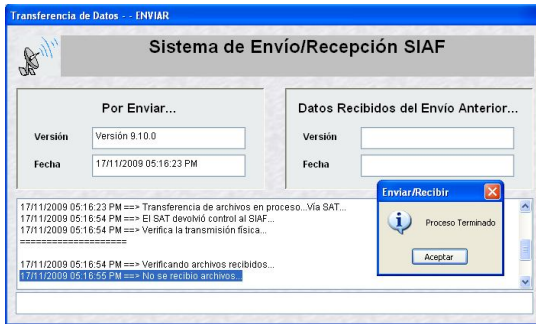 Transferencia de Datos - - ENVIAR
Sistema de Envío/Recepción SIAF
Por Enviar...
Versión Versión 9.10.0
Fecha 17/11/2009 05:16:23 PM
Datos Recibidos del Envío Anterior...
Versión
Fecha
Enviar/Recibir
Proceso Terminado
Aceptar
17/11/2009 05:16:23 PM ==> Transferencia de archivos en proceso...Vía SAT...
17/11/2009 05:16:54 PM ==> El SAT devolvió control al SIAF...
17/11/2009 05:16:54 PM ==> Verifica la transmisión física...
====================
17/11/2009 05:16:54 PM ==> Verificando archivos recibidos...
17/11/2009 05:16:55 PM ==> No se recibio archivos...